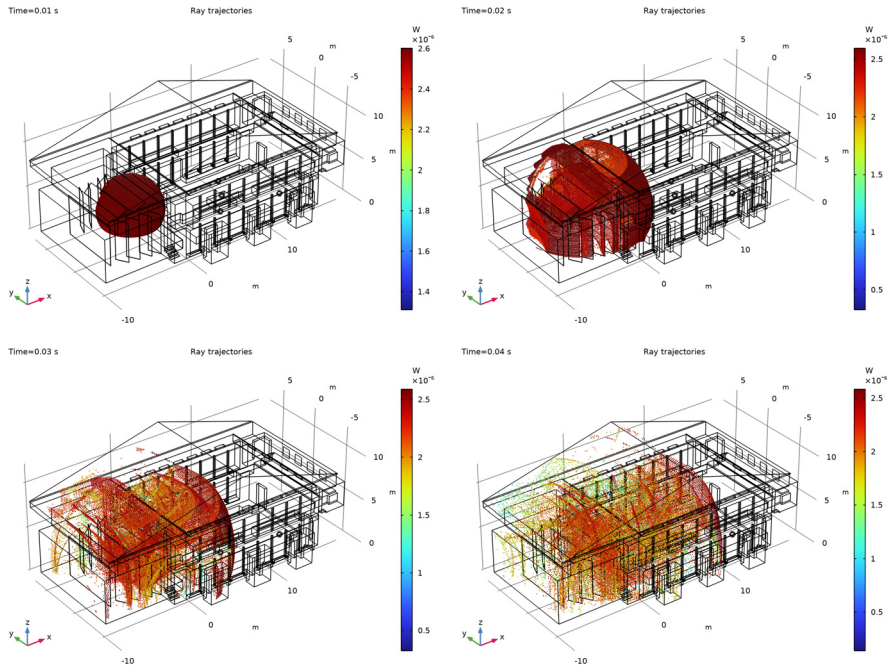 Time=0.01 s Ray trajectories
W
×10⁻⁶
5 m
0
-5
10
5 m
0
10
0 m
-10
y z x
2.6
2.4
2.2
2
1.8
1.6
1.4
Time=0.02 s Ray trajectories
W
×10⁻⁶
5 m
0
-5
10
5 m
0
10
0 m
-10
y z x
2.5
2
1.5
1
0.5
Time=0.03 s Ray trajectories
W
×10⁻⁶
5 m
0
-5
10
5 m
0
10
0 m
-10
y z x
2.5
2
1.5
1
0.5
Time=0.04 s Ray trajectories
W
×10⁻⁶
5 m
0
-5
10
5 m
0
10
0 m
-10
y z x
2.5
2
1.5
1
0.5